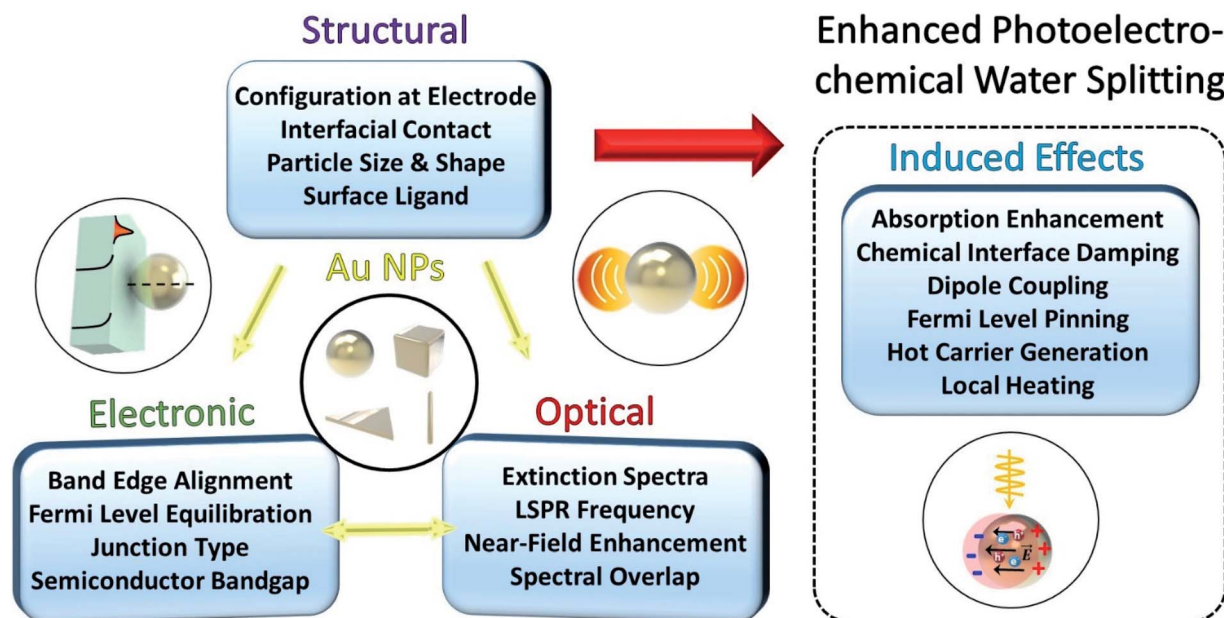 Structural
Configuration at Electrode
Interfacial Contact
Particle Size & Shape
Surface Ligand
Au NPs
Electronic
Band Edge Alignment
Fermi Level Equilibration
Junction Type
Semiconductor Bandgap
Optical
Extinction Spectra
LSPR Frequency
Near-Field Enhancement
Spectral Overlap
Enhanced Photoelectro-
chemical Water Splitting
Induced Effects
Absorption Enhancement
Chemical Interface Damping
Dipole Coupling
Fermi Level Pinning
Hot Carrier Generation
Local Heating
- e⁻ h⁺ +
- h⁺ e⁻ E⃗ +
- +